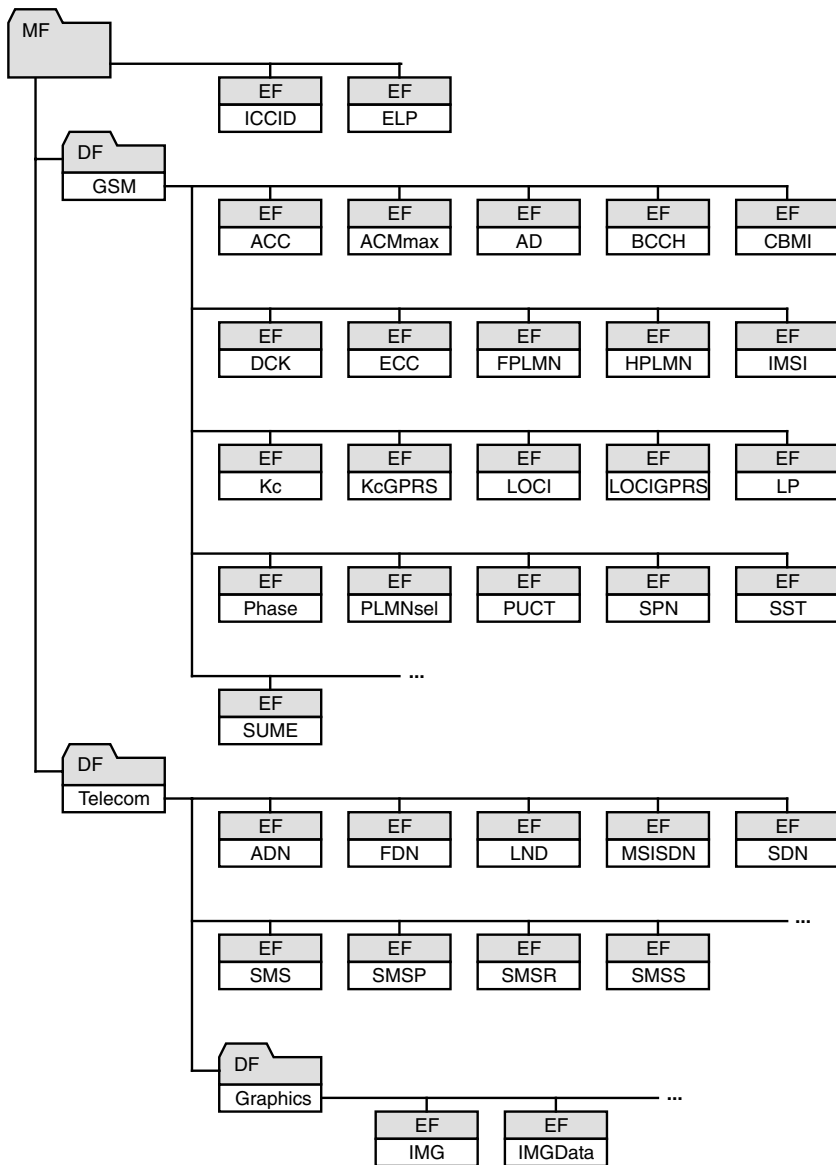 MF
EF EF
ICCID ELP
DF
GSM
EF EF EF EF EF
ACC ACMmax AD BCCH CBMI
EF EF EF EF EF
DCK ECC FPLMN HPLMN IMSI
EF EF EF EF EF
Kc KcGPRS LOCI LOCIGPRS LP
EF EF EF EF EF
Phase PLMNsel PUCT SPN SST
...
EF
SUME
DF
Telecom
EF EF EF EF EF
ADN FDN LND MSISDN SDN
...
EF EF EF EF
SMS SMSP SMSR SMSS
DF
Graphics ...
EF EF
IMG IMGData